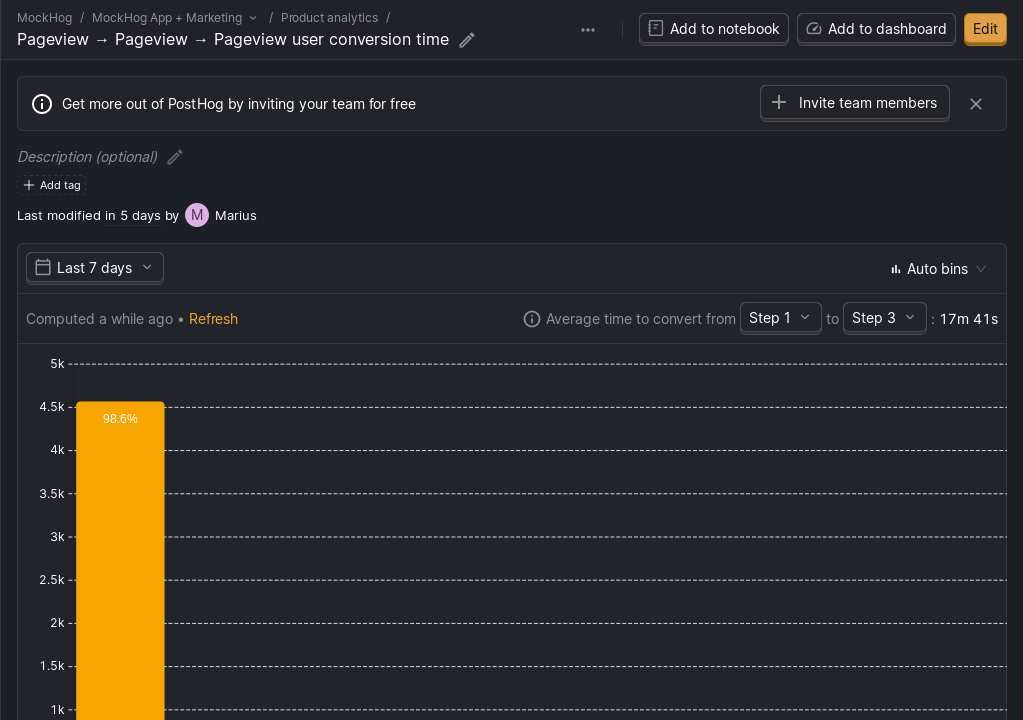 MockHog / MockHog App + Marketing / Product analytics /
Pageview → Pageview → Pageview user conversion time
Add to notebook
Add to dashboard
Edit
Get more out of PostHog by inviting your team for free
Invite team members
Description (optional)
Add tag
Last modified in 5 days by M Marius
Last 7 days
Auto bins
Computed a while ago • Refresh
Average time to convert from Step 1 to Step 3 : 17m 41s
5k
4.5k
98.6%
4k
3.5k
3k
2.5k
2k
1.5k
1k